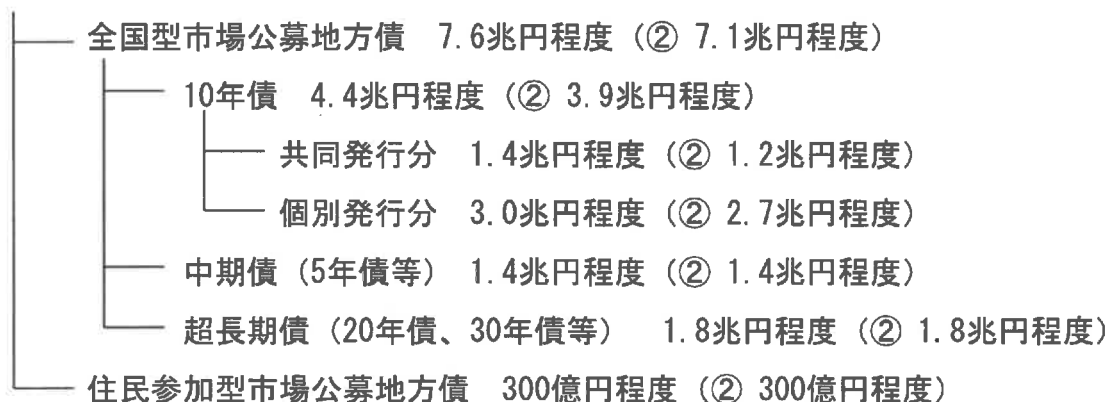 全国型市場公募地方債 7.6兆円程度（② 7.1兆円程度）
10年債 4.4兆円程度（② 3.9兆円程度）
共同発行分 1.4兆円程度（② 1.2兆円程度）
個別発行分 3.0兆円程度（② 2.7兆円程度）
中期債（5年債等） 1.4兆円程度（② 1.4兆円程度）
超長期債（20年債、30年債等） 1.8兆円程度（② 1.8兆円程度）
住民参加型市場公募地方債 300億円程度（② 300億円程度）